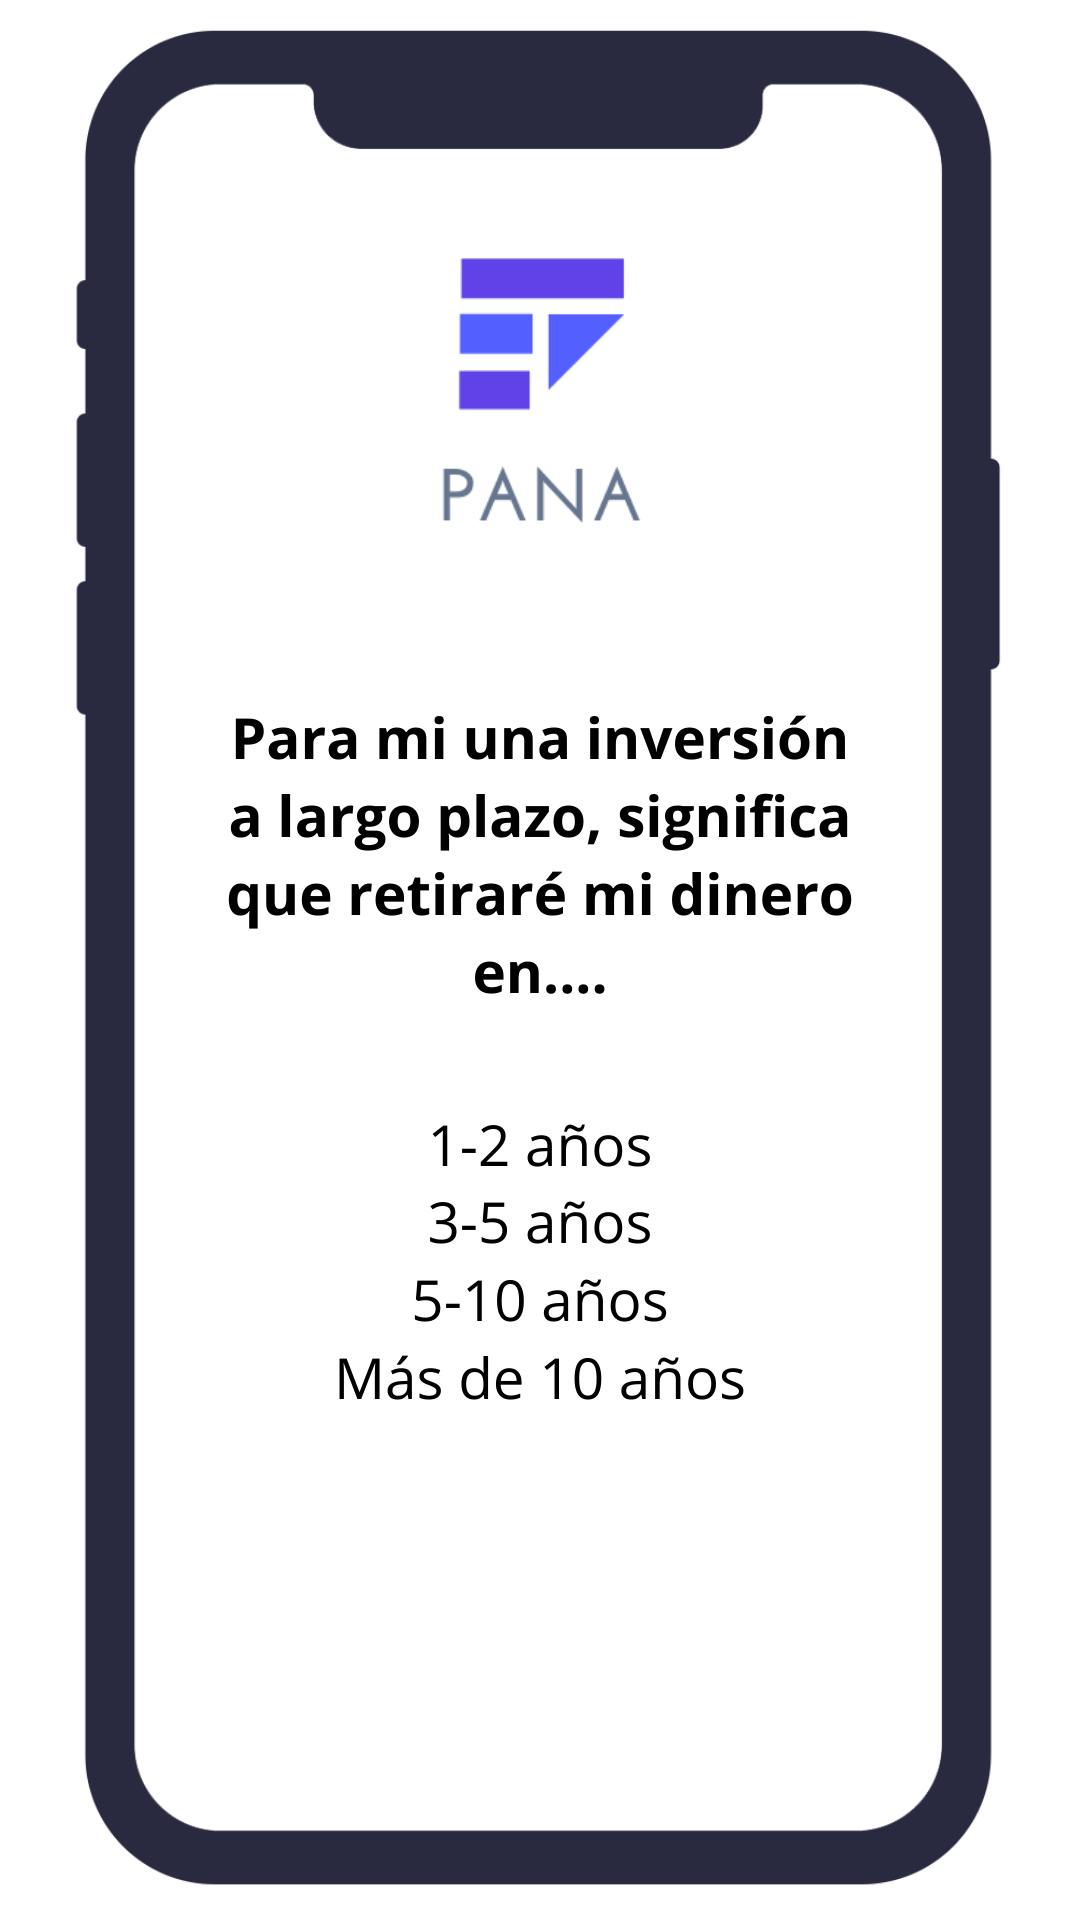 PANA
Para mi una inversión
a largo plazo, significa
que retiraré mi dinero
en....
1-2 años
3-5 años
5-10 años
Más de 10 años